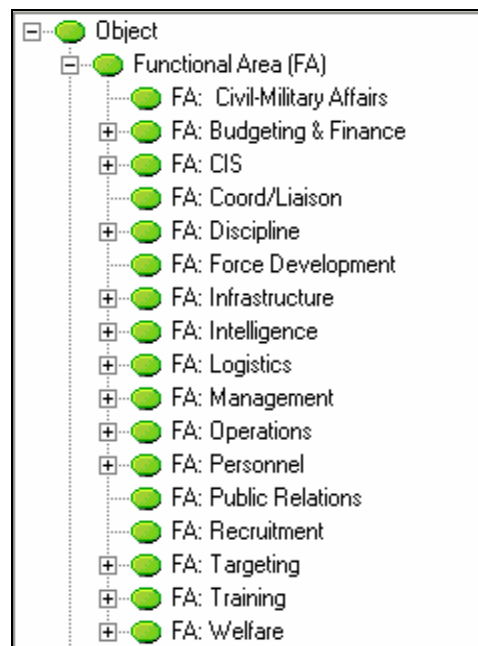 Object
Functional Area (FA)
FA: Civil-Military Affairs
FA: Budgeting & Finance
FA: CIS
FA: Coord/Liaison
FA: Discipline
FA: Force Development
FA: Infrastructure
FA: Intelligence
FA: Logistics
FA: Management
FA: Operations
FA: Personnel
FA: Public Relations
FA: Recruitment
FA: Targeting
FA: Training
FA: Welfare